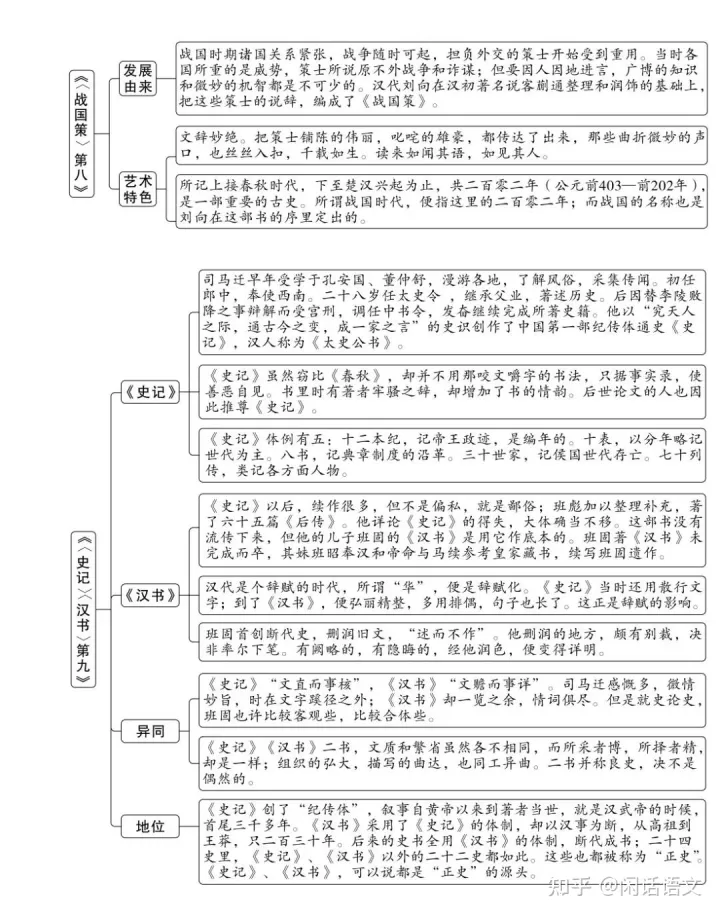 《〈战国策〉第八》
发展
由来
战国时期诸国关系紧张，战争随时可起，担负外交的策士开始受到重用。当时各
国所重的是威势，策士所说原不外战争和诈谋；但要因人因地进言，广博的知识
和微妙的机智都是不可少的。汉代刘向在汉初著名说客蒯通整理和润饰的基础上，
把这些策士的说辞，编成了《战国策》。
艺术
特色
文辞妙绝。把策士铺陈的伟丽，叱咤的雄豪，都传达了出来，那些曲折微妙的声
口，也丝丝入扣，千载如生。读来如闻其语，如见其人。
所记上接春秋时代，下至楚汉兴起为止，共二百零二年（公元前403—前202年），
是一部重要的古史。所谓战国时代，便指这里的二百零二年；而战国的名称也是
刘向在这部书的序里定出的。
《〈史记〉〈汉书〉第九》
《史记》
司马迁早年受学于孔安国、董仲舒，漫游各地，了解风俗，采集传闻。初任
郎中，奉使西南。二十八岁任太史令 ，继承父业，著述历史。后因替李陵败
降之事辩解而受宫刑，调任中书令，发奋继续完成所著史籍。他以“究天人
之际，通古今之变，成一家之言”的史识创作了中国第一部纪传体通史《史
记》，汉人称为《太史公书》。
《史记》虽然窃比《春秋》，却并不用那咬文嚼字的书法，只据事实录，使
善恶自见。书里时有著者牢骚之辞，却增加了书的情韵。后世论文的人也因
此推尊《史记》。
《史记》体例有五：十二本纪，记帝王政迹，是编年的。十表，以分年略记
世代为主。八书，记典章制度的沿革。三十世家，记侯国世代存亡。七十列
传，类记各方面人物。
《汉书》
《史记》以后，续作很多，但不是偏私，就是鄙俗；班彪加以整理补充，著
了六十五篇《后传》。他详论《史记》的得失，大体确当不移。这部书没有
流传下来，但他的儿子班固的《汉书》是用它作底本的。班固著《汉书》未
完成而卒，其妹班昭奉汉和帝命与马续参考皇家藏书，续写班固遗作。
汉代是个辞赋的时代，所谓“华”，便是辞赋化。《史记》当时还用散行文
字；到了《汉书》，便弘丽精整，多用排偶，句子也长了。这正是辞赋的影响。
班固首创断代史，删润旧文，“述而不作”。他删润的地方，颇有别裁，决
非率尔下笔。有阙略的，有隐晦的，经他润色，便变得详明。
异同
《史记》“文直而事核”，《汉书》“文赡而事详”。司马迁感慨多，微情
妙旨，时在文字蹊径之外；《汉书》却一览之余，情词俱尽。但是就史论史，
班固也许比较客观些，比较合体些。
《史记》《汉书》二书，文质和繁省虽然各不相同，而所采者博，所择者精，
却是一样；组织的弘大，描写的曲达，也同工异曲。二书并称良史，决不是
偶然的。
地位
《史记》创了“纪传体”，叙事自黄帝以来到著者当世，就是汉武帝的时候，
首尾三千多年。《汉书》采用了《史记》的体制，却以汉事为断，从高祖到
王莽，只二百三十年。后来的史书全用《汉书》的体制，断代成书；二十四
史里，《史记》、《汉书》以外的二十二史都如此。这些也都被称为“正史”。
《史记》、《汉书》，可以说都是“正史”的源头。
知乎 @闲话语文